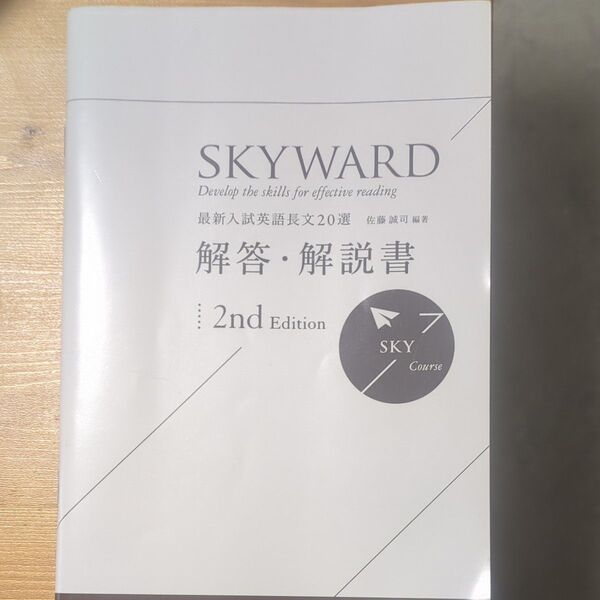 SKYWARD
Develop the skills for effective reading
最新入試英語長文20選 佐藤誠司 編著
解答・解説書
2nd Edition
SKY
Course